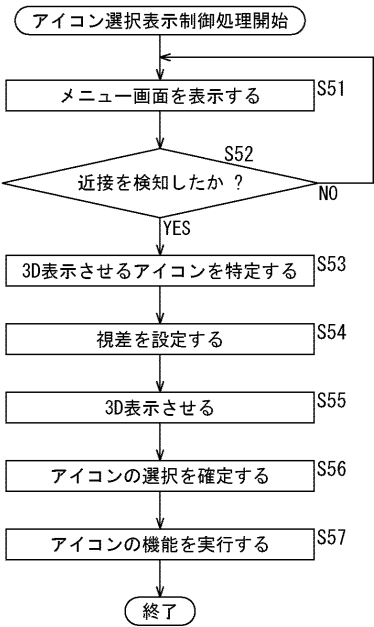 アイコン選択表示制御処理開始
メニュー画面を表示する
S51
S52
近接を検知したか ?
NO
YES
3D表示させるアイコンを特定する
S53
視差を設定する
S54
3D表示させる
S55
アイコンの選択を確定する
S56
アイコンの機能を実行する
S57
終了